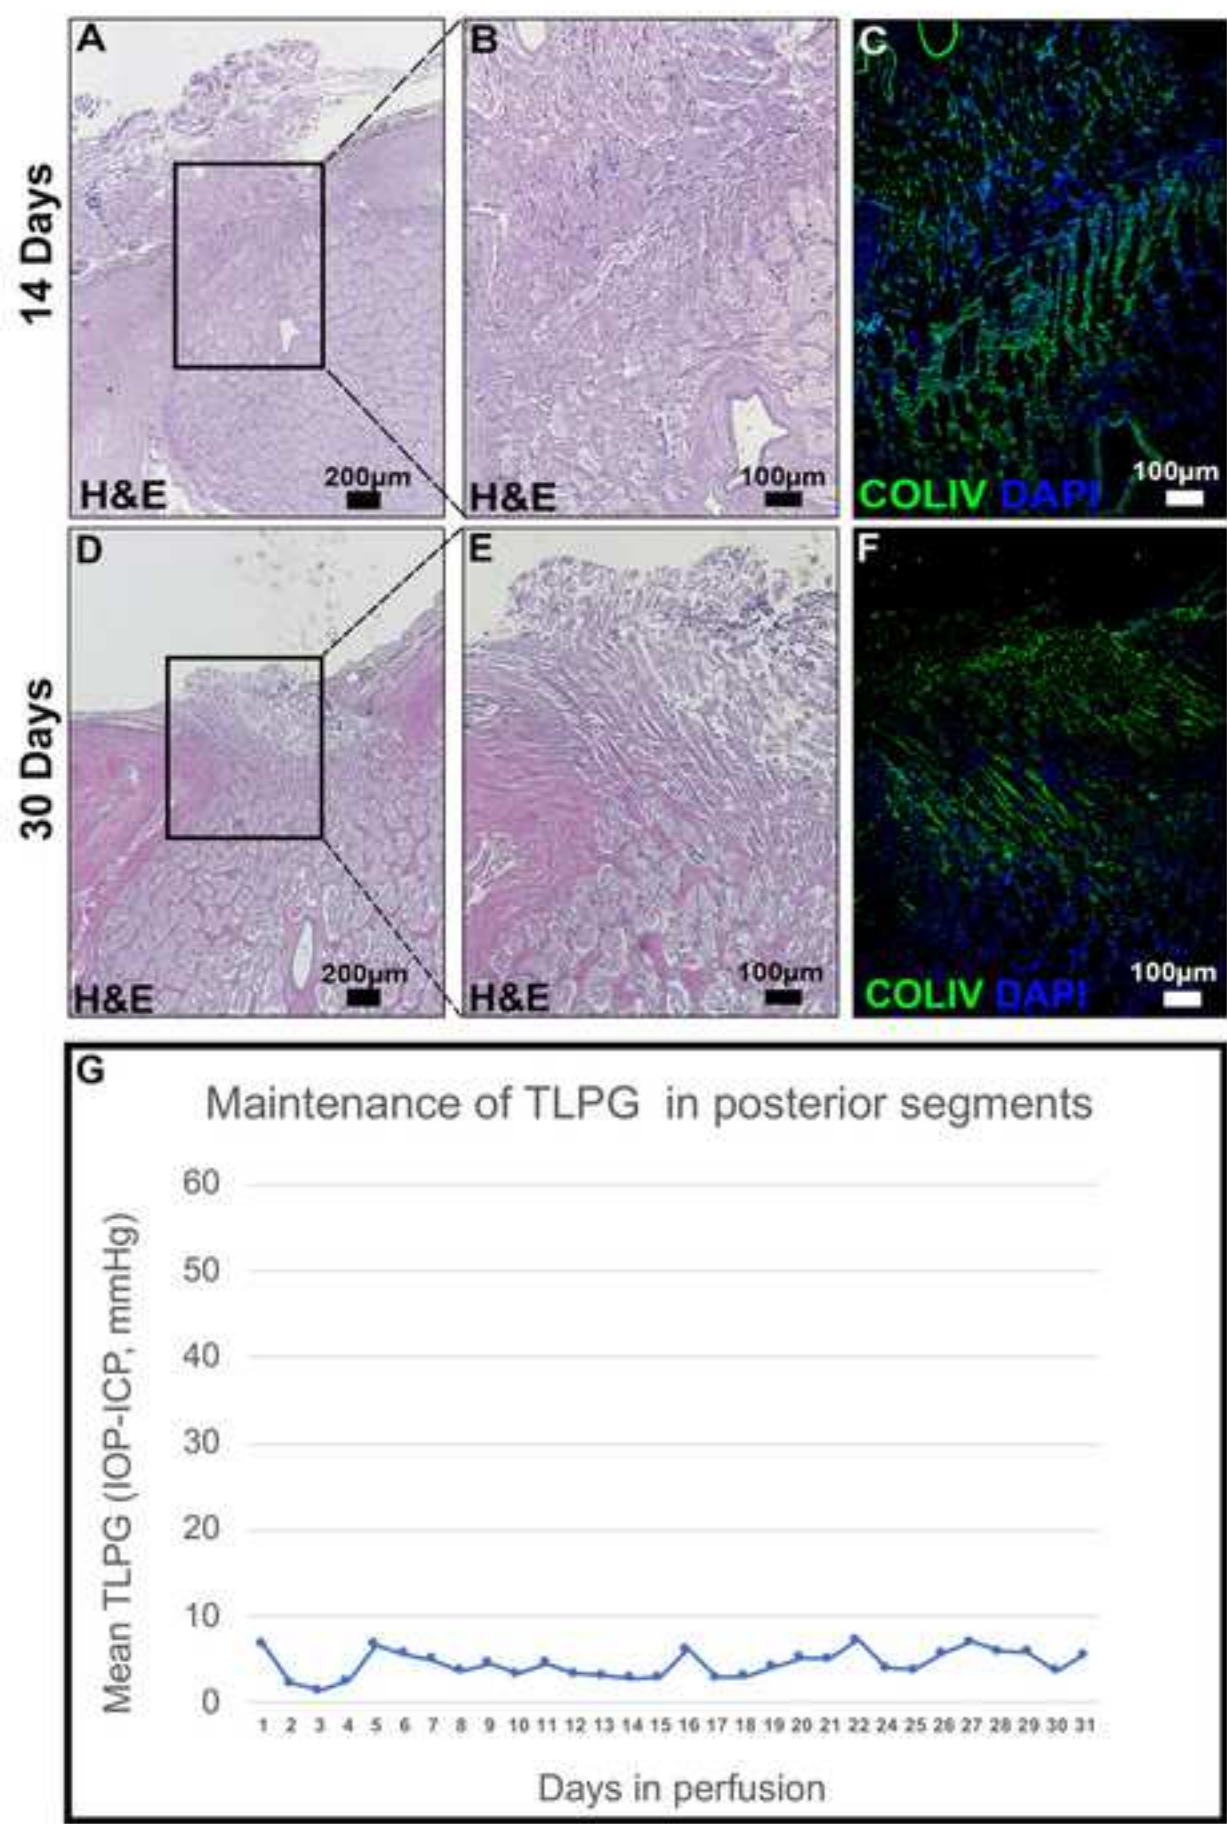 14 Days
A
200µm
H&E
B
100µm
H&E
C
100µm
COLIV DAPI
30 Days
D
200µm
H&E
E
100µm
H&E
F
100µm
COLIV DAPI
G
Maintenance of TLPG in posterior segments
Mean TLPG (IOP-ICP, mmHg)
60
50
40
30
20
10
0
1 2 3 4 5 6 7 8 9 10 11 12 13 14 15 16 17 18 19 20 21 22 24 25 26 27 28 29 30 31
Days in perfusion